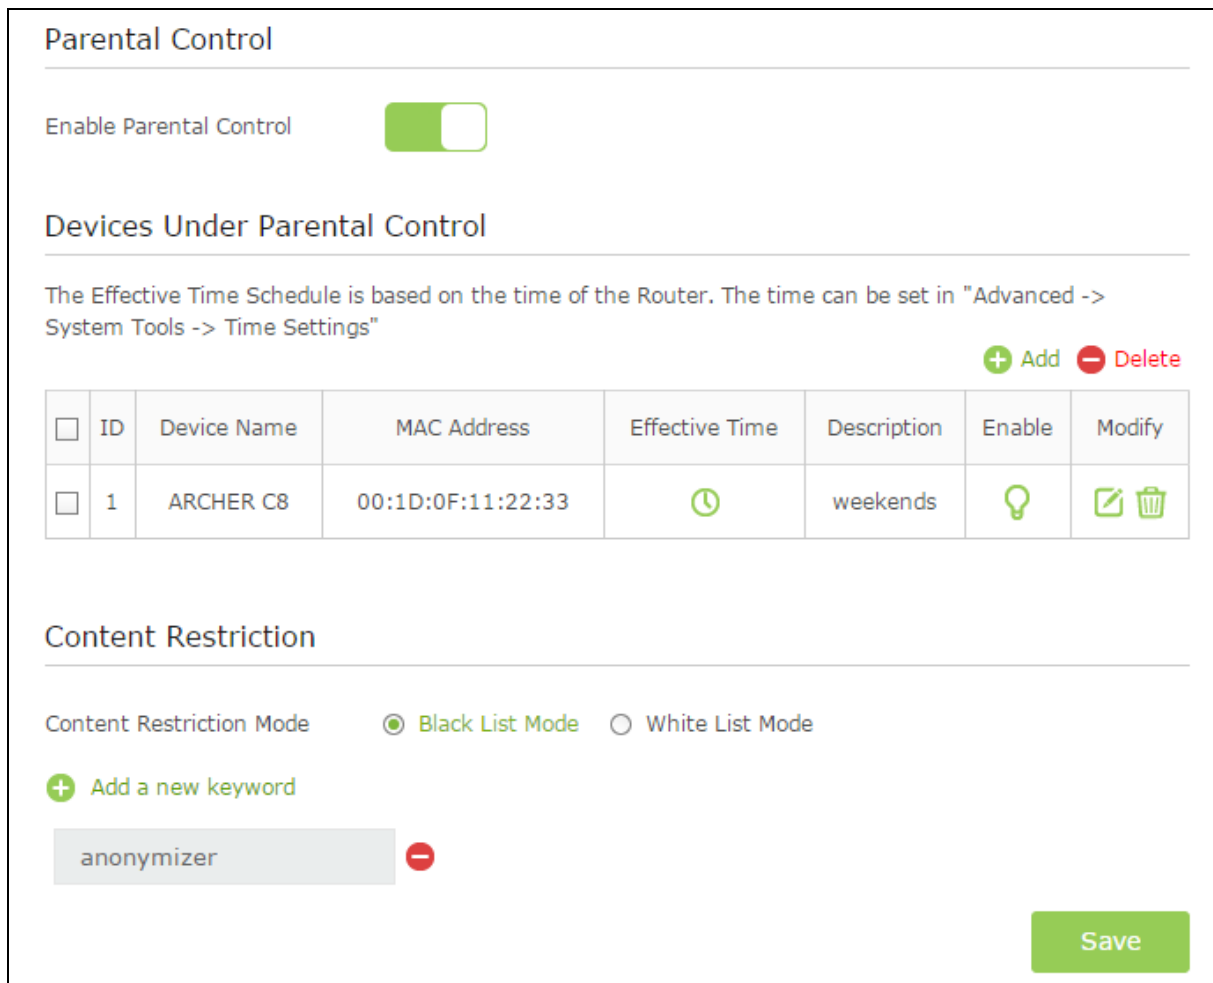 Parental Control
Enable Parental Control
Devices Under Parental Control
The Effective Time Schedule is based on the time of the Router. The time can be set in "Advanced ->
System Tools -> Time Settings"
Add Delete
ID Device Name MAC Address Effective Time Description Enable Modify
1 ARCHER C8 00:1D:0F:11:22:33 weekends
Content Restriction
Content Restriction Mode Black List Mode White List Mode
Add a new keyword
anonymizer
Save